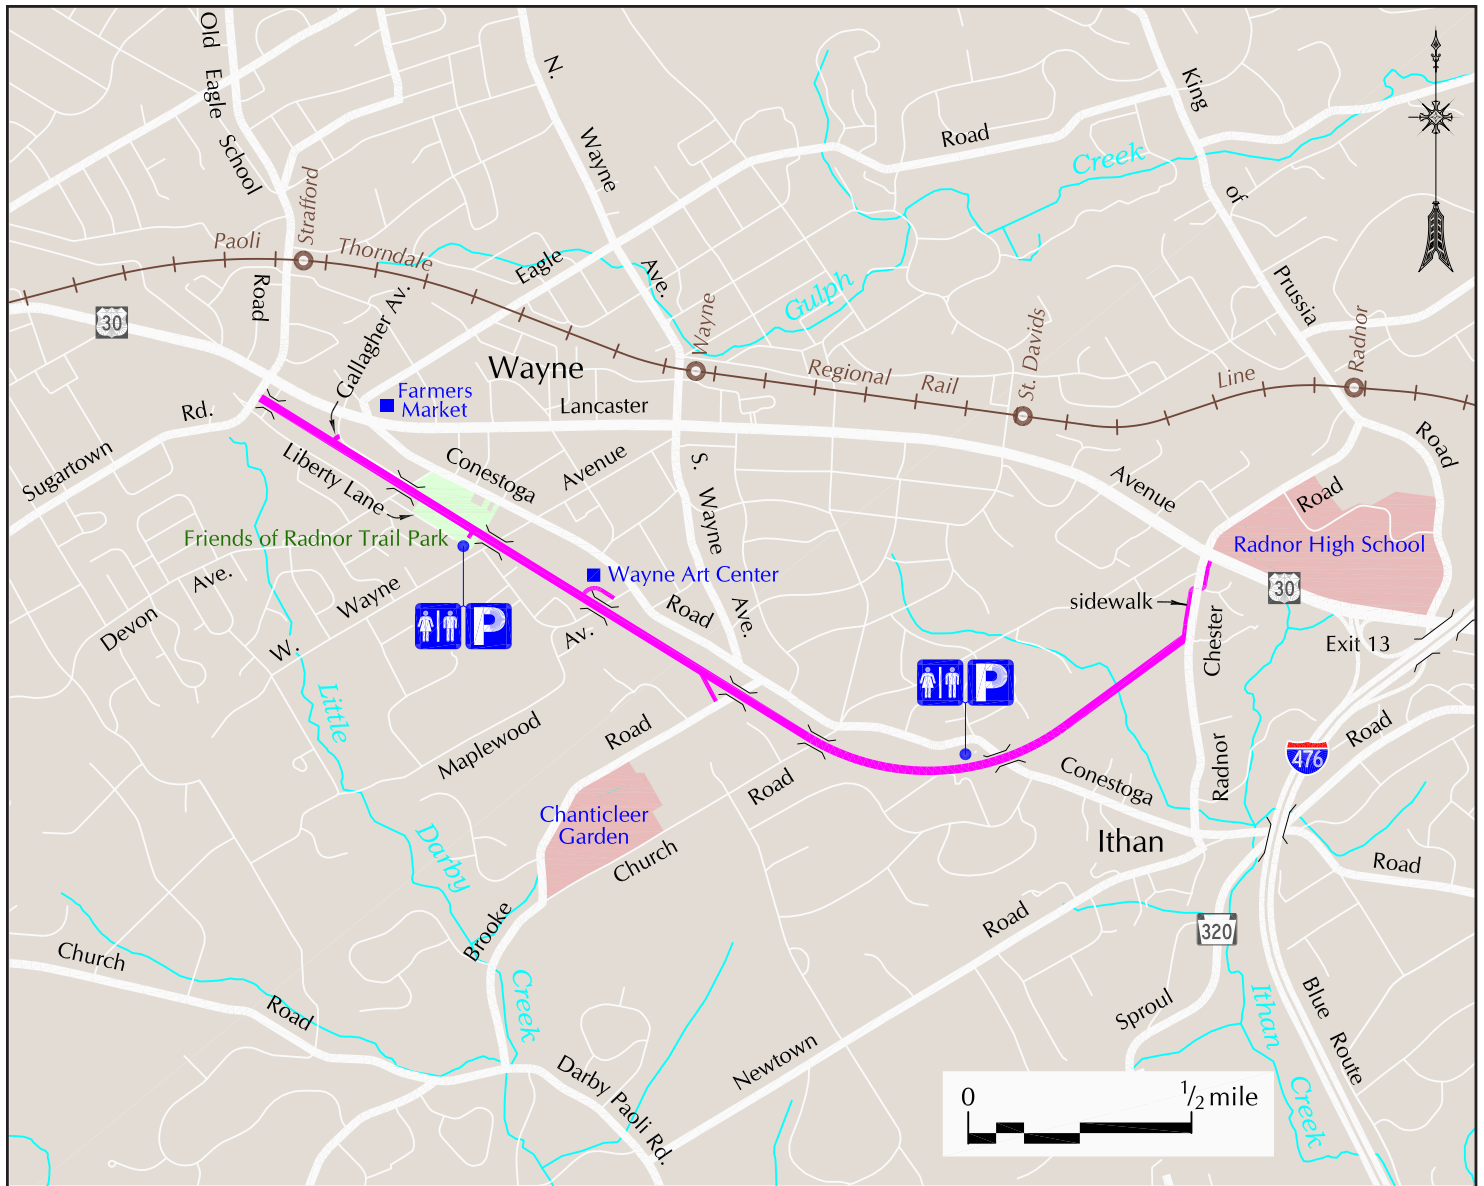 Old Eagle School
Road
N. Wayne
Ave.
King of Prussia
Road
Road
Creek
Gulph
Strafford
Paoli
Thorndale
Eagle
30
Gallagher Av.
Wayne
Wayne
St. Davids
Radnor
Regional Rail
Line
Farmers
Market
Lancaster
Avenue
Rd.
Sugartown
Liberty Lane
Conestoga
Road
Avenue
S. Wayne
Ave.
Road
Radnor High School
30
Exit 13
Friends of Radnor Trail Park
P
Wayne Art Center
Devon
Ave.
W.
Wayne
Av.
sidewalk
Chester
Radnor
Road
P
Little
Darby
Creek
Maplewood
Road
Road
Conestoga
Road
476
Chanticleer
Garden
Church
Ithan
Road
Brooke
Road
320
Church
Road
Sproul
Ithan
Creek
Blue Route
Darby Paoli Rd.
Newtown
0
1/2 mile